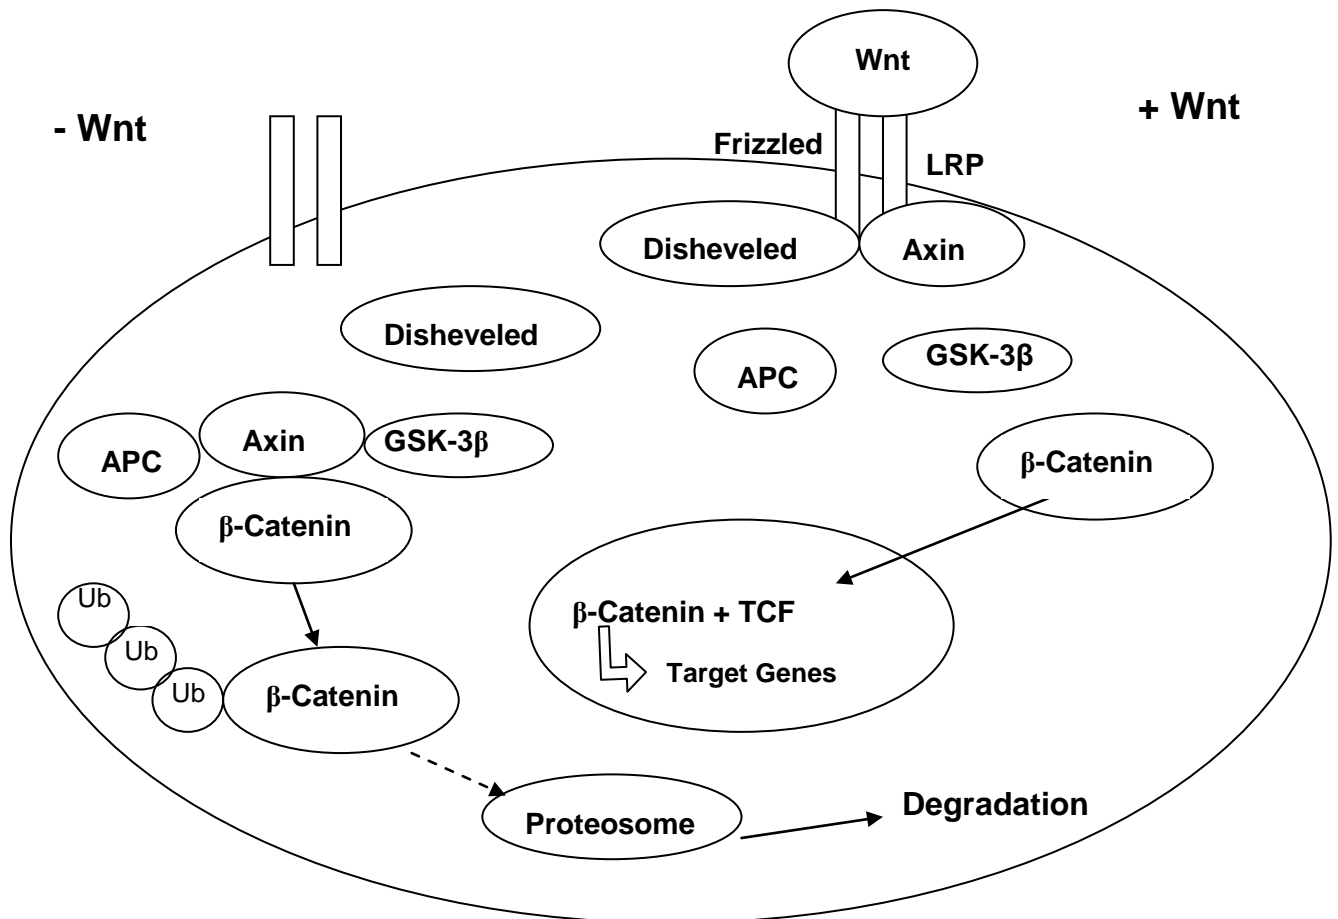 Wnt
- Wnt
+ Wnt
Frizzled
LRP
Disheveled
Axin
Disheveled
APC
GSK-3β
APC
Axin
GSK-3β
β-Catenin
β-Catenin
Ub
Ub
Ub
β-Catenin
β-Catenin + TCF
Target Genes
Proteosome
Degradation